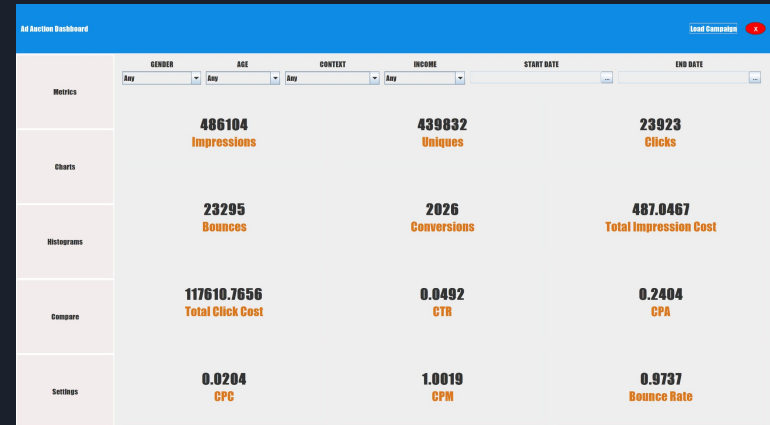 Ad Auction Dashboard
Load Campaign X
GENDER AGE CONTEXT INCOME START DATE END DATE
Any Any Any Any ... ...
Metrics
Charts
Histograms
Compare
Settings
486104 439832 23923
Impressions Uniques Clicks
23295 2026 487.0467
Bounces Conversions Total Impression Cost
117610.7656 0.0492 0.2404
Total Click Cost CTR CPA
0.0204 1.0019 0.9737
CPC CPM Bounce Rate